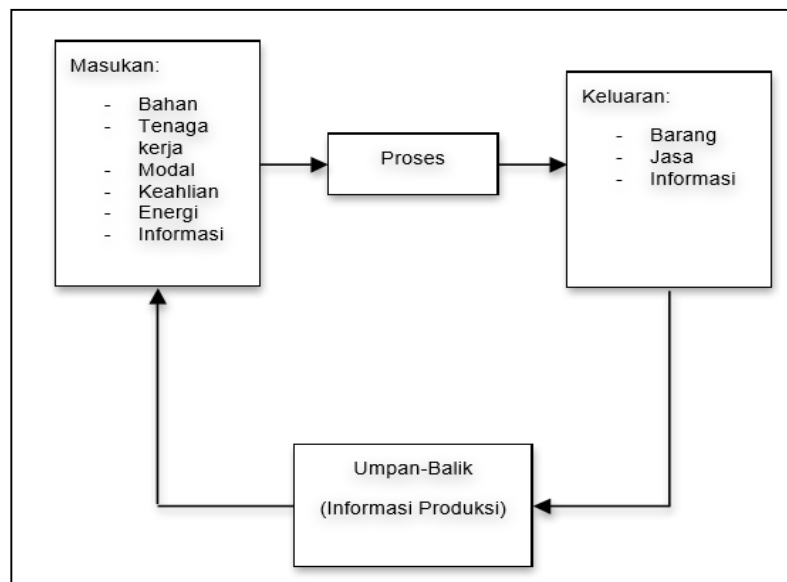 Masukan:
- Bahan
- Tenaga
kerja
- Modal
- Keahlian
- Energi
- Informasi
Proses
Keluaran:
- Barang
- Jasa
- Informasi
Umpan-Balik
(Informasi Produksi)